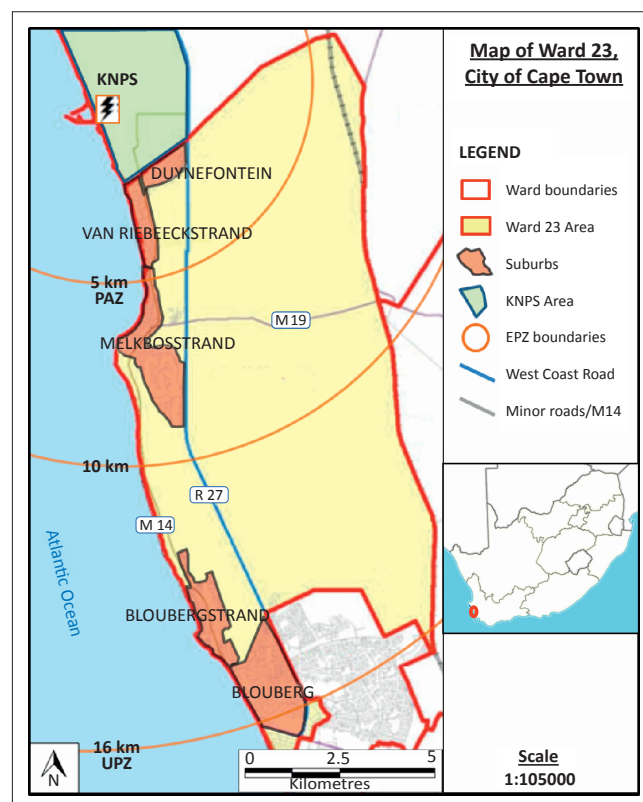 Map of Ward 23,
City of Cape Town
LEGEND
Ward boundaries
Ward 23 Area
Suburbs
KNPS Area
EPZ boundaries
West Coast Road
Minor roads/M14
KNPS
DUYNEFONTEIN
VAN RIEBEECKSTRAND
5 km
PAZ
M 19
MELKBOSSTRAND
10 km
R 27
M 14
Atlantic Ocean
BLOUBERGSTRAND
BLOUBERG
16 km
UPZ
N
0 2.5 5
Kilometres
Scale
1:105000